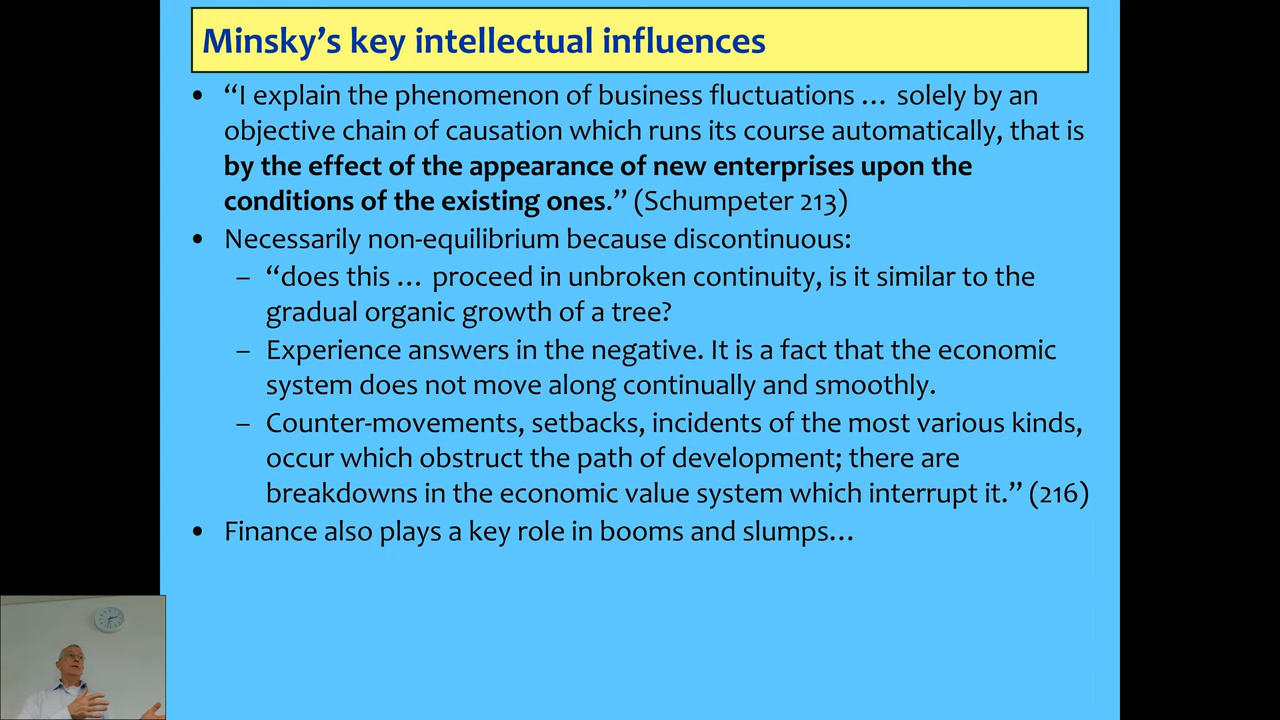 Minsky’s key intellectual influences
• “I explain the phenomenon of business fluctuations … solely by an
objective chain of causation which runs its course automatically, that is
by the effect of the appearance of new enterprises upon the
conditions of the existing ones.” (Schumpeter 213)
• Necessarily non-equilibrium because discontinuous:
– “does this … proceed in unbroken continuity, is it similar to the
gradual organic growth of a tree?
– Experience answers in the negative. It is a fact that the economic
system does not move along continually and smoothly.
– Counter-movements, setbacks, incidents of the most various kinds,
occur which obstruct the path of development; there are
breakdowns in the economic value system which interrupt it.” (216)
• Finance also plays a key role in booms and slumps…